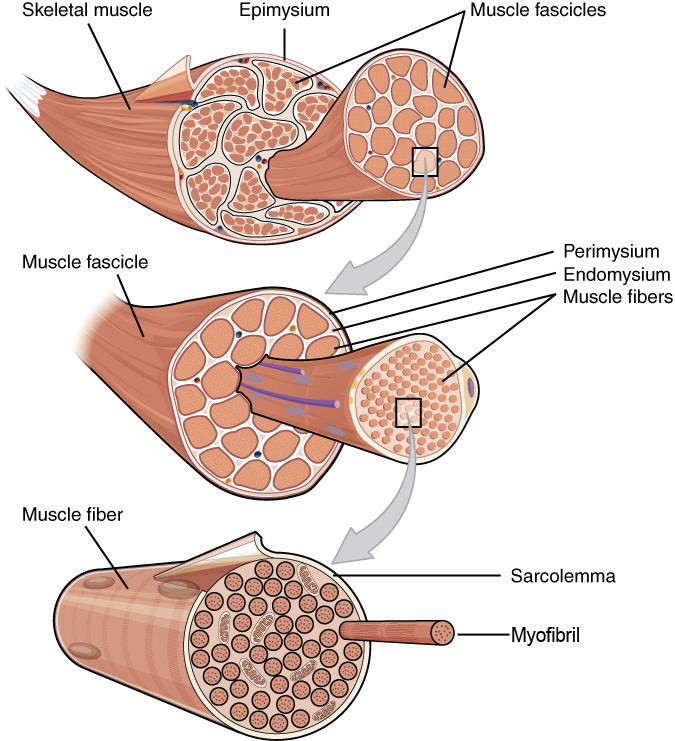 Skeletal muscle
Epimysium
Muscle fascicles
Muscle fascicle
Perimysium
Endomysium
Muscle fibers
Muscle fiber
Sarcolemma
Myofibril